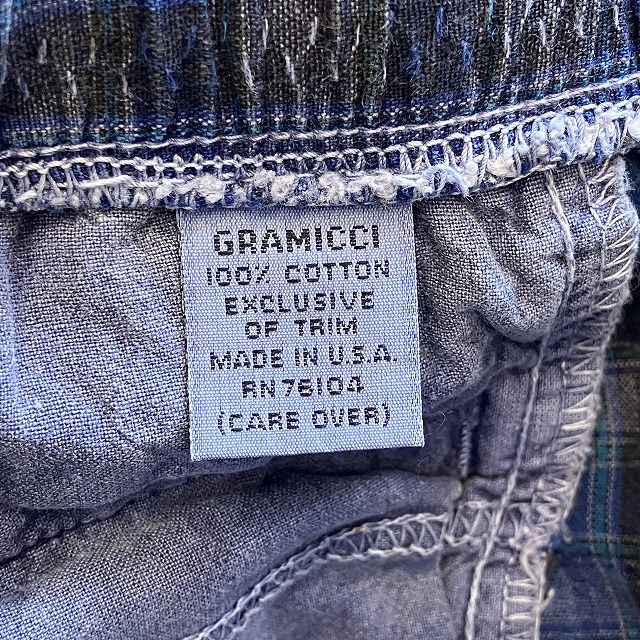 GRAMICCI
100% COTTON
EXCLUSIVE
OF TRIM
MADE IN U.S.A.
RN 76104
(CARE OVER)